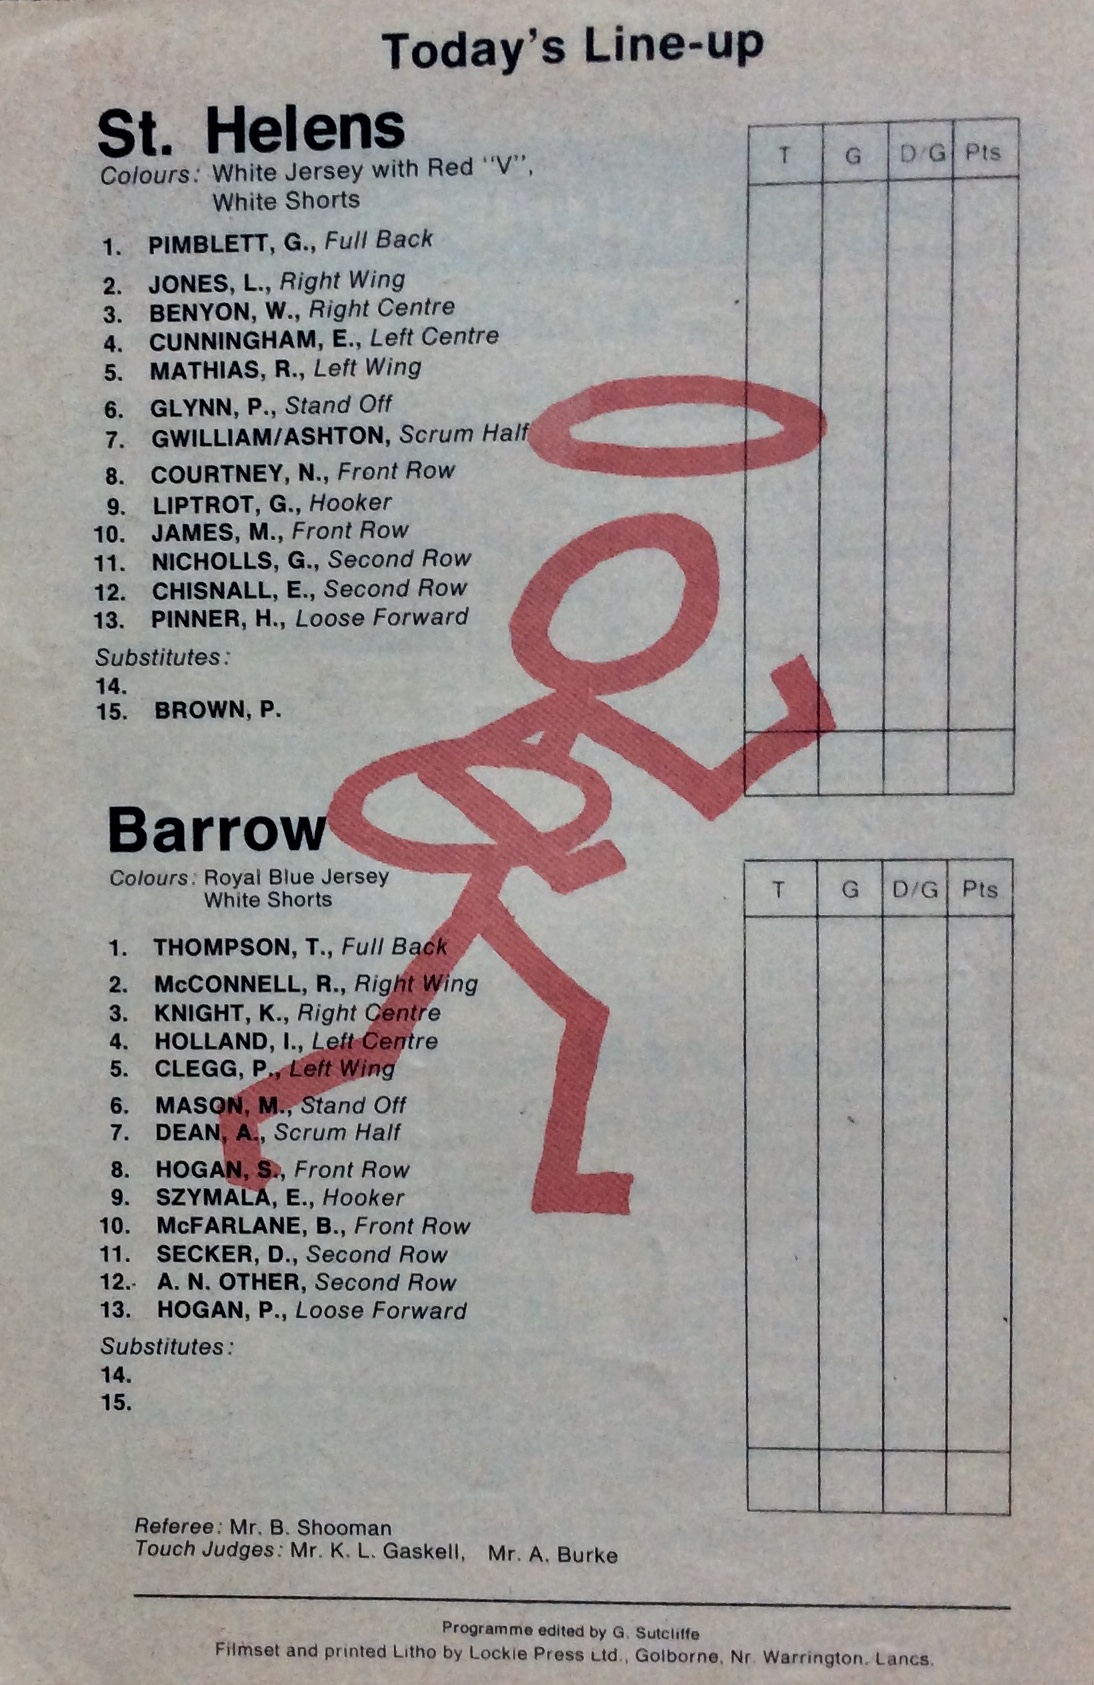 Today's Line-up
St. Helens
Colours: White Jersey with Red "V",
White Shorts
1. PIMBLETT, G., Full Back
2. JONES, L., Right Wing
3. BENYON, W., Right Centre
4. CUNNINGHAM, E., Left Centre
5. MATHIAS, R., Left Wing
6. GLYNN, P., Stand Off
7. GWILLIAM/ASHTON, Scrum Half
8. COURTNEY, N., Front Row
9. LIPTROT, G., Hooker
10. JAMES, M., Front Row
11. NICHOLLS, G., Second Row
12. CHISNALL, E., Second Row
13. PINNER, H., Loose Forward
Substitutes:
14.
15. BROWN, P.
T G D/G Pts
Barrow
Colours: Royal Blue Jersey
White Shorts
1. THOMPSON, T., Full Back
2. McCONNELL, R., Right Wing
3. KNIGHT, K., Right Centre
4. HOLLAND, I., Left Centre
5. CLEGG, P., Left Wing
6. MASON, M., Stand Off
7. DEAN, A., Scrum Half
8. HOGAN, S., Front Row
9. SZYMALA, E., Hooker
10. McFARLANE, B., Front Row
11. SECKER, D., Second Row
12. A. N. OTHER, Second Row
13. HOGAN, P., Loose Forward
Substitutes:
14.
15.
T G D/G Pts
Referee: Mr. B. Shooman
Touch Judges: Mr. K. L. Gaskell, Mr. A. Burke
Programme edited by G. Sutcliffe
Filmset and printed Litho by Lockie Press Ltd., Golborne, Nr. Warrington. Lancs.